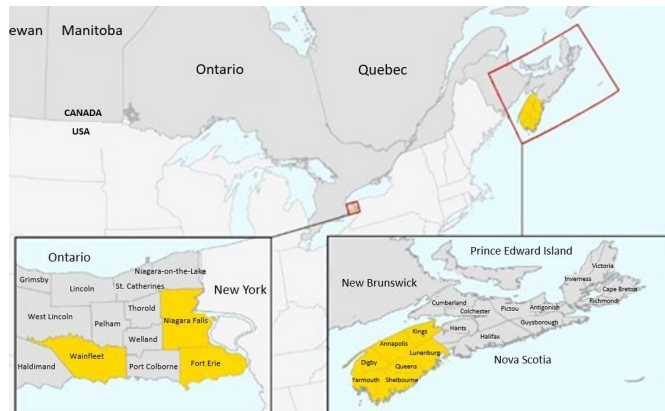 ewan
Manitoba
Ontario
Quebec
CANADA
USA
Ontario
Niagara-on-the-Lake
Grimsby
Lincoln
St. Catherines
New York
Thorold
West Lincoln
Pelham
Niagara Falls
Welland
Wainfleet
Fort Erie
Haldimand
Port Colborne
Prince Edward Island
New Brunswick
Victoria
Inverness
Cape Breton
Richmond
Cumberland
Colchester
Pictou
Antigonish
Guysborough
Kings
Hants
Halifax
Annapolis
Lunenburg
Digby
Queens
Yarmouth
Shelbourne
Nova Scotia